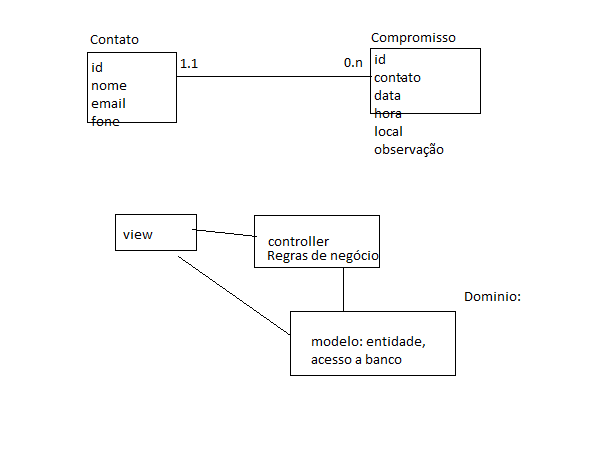 Contato
id
nome
email
fone
1.1
0.n
Compromisso
id
contato
data
hora
local
observação
view
controller
Regras de negócio
Dominio:
modelo: entidade,
acesso a banco